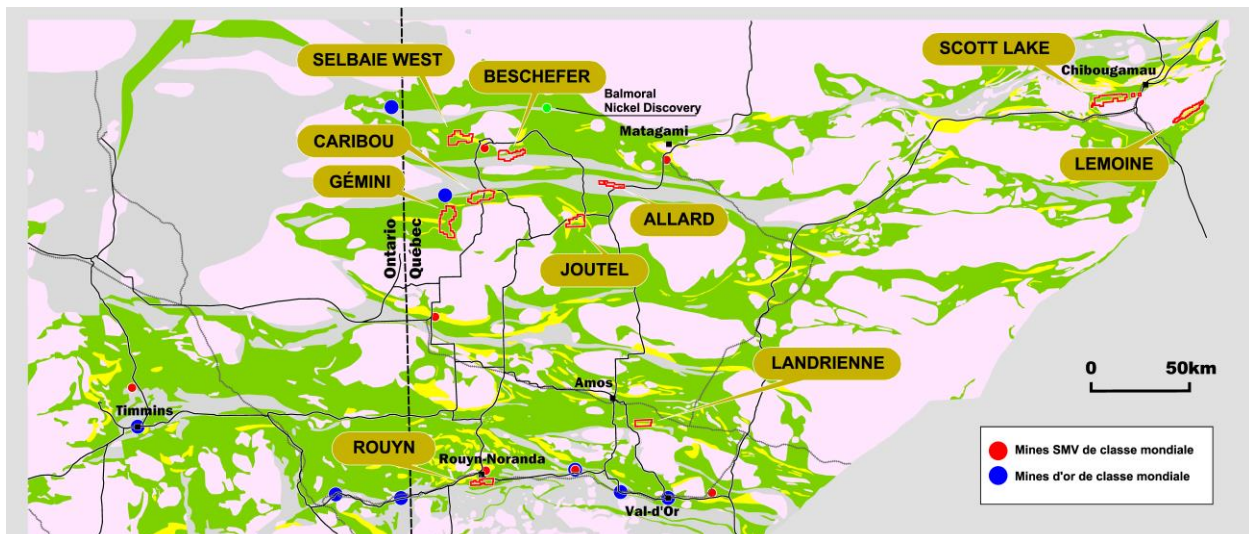 SELBAIE WEST
BESCHEFER
SCOTT LAKE
Chibougamau
Balmoral
Nickel Discovery
CARIBOU
Matagami
LEMOINE
GÉMINI
ALLARD
Ontario
Québec
JOUTEL
LANDRIENNE
0 50km
Amos
Timmins
ROUYN
Rouyn-Noranda
Val-d'Or
Mines SMV de classe mondiale
Mines d'or de classe mondiale